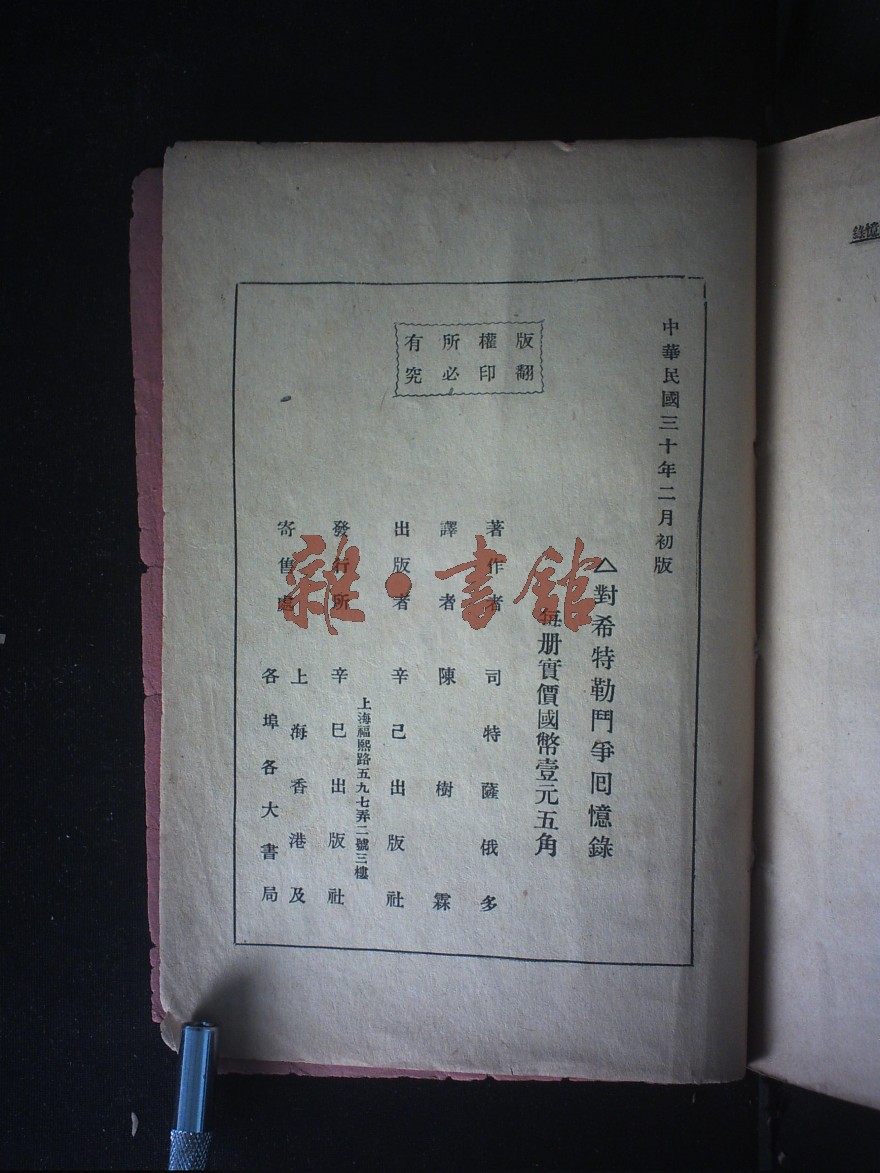 中華民國三十年二月初版
△對希特勒鬥爭回憶錄
每册實價國幣壹元五角
版權所有
翻印必究
著作者 司特薩俄多
譯者 陳樹霖
出版者 辛己出版社
上海福熙路五九七弄二號三樓
發行所 辛巳出版社
寄售處 上海香港及
各埠各大書局
雜·書館
憶錄